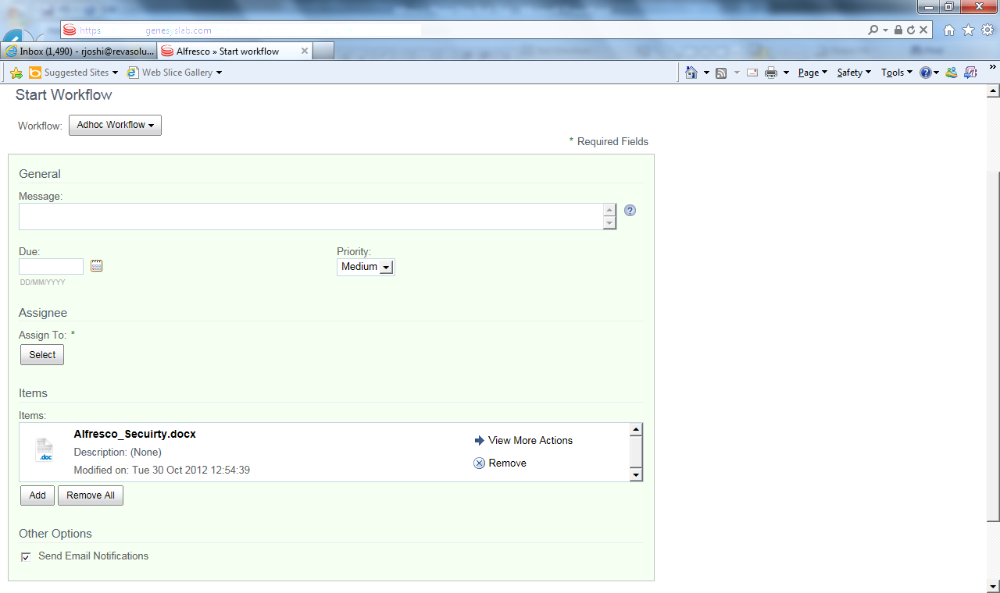 https genesyslab.com
Inbox (1,490) - rjoshi@revasolu... Alfresco » Start workflow
Suggested Sites Web Slice Gallery Page Safety Tools »
Start Workflow
Workflow: Adhoc Workflow
* Required Fields
General
Message:
Due: Priority:
Medium
DD/MM/YYYY
Assignee
Assign To: *
Select
Items
Items:
Alfresco_Secuirty.docx
.doc
View More Actions
Description: (None)
Remove
Modified on: Tue 30 Oct 2012 12:54:39
Add Remove All
Other Options
Send Email Notifications